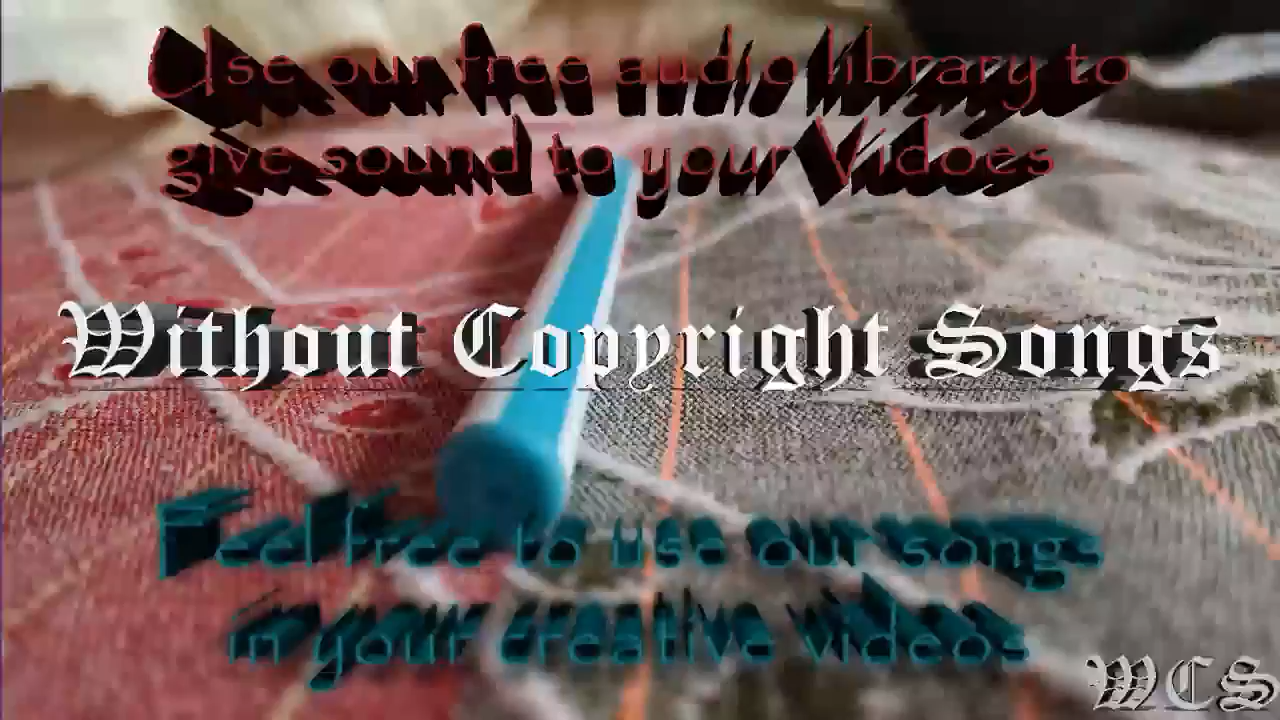 Use our free audio library to
give sound to your Vidoes
Without Copyright Songs
Feel free to use our songs
in your creative videos
WCS